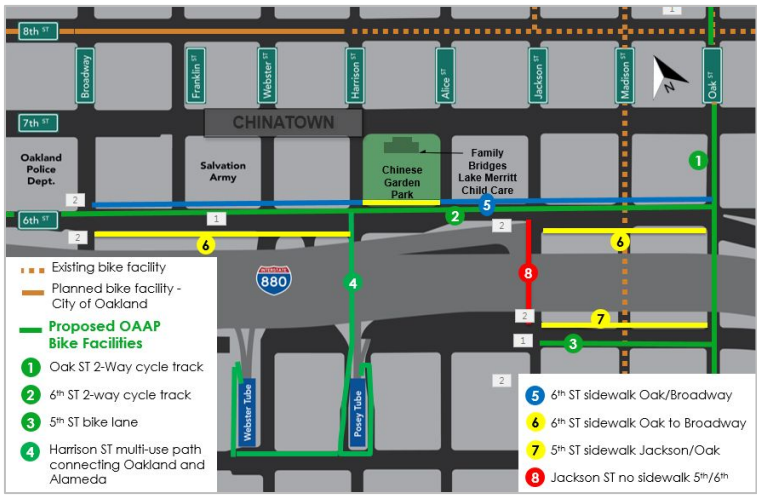 1
8th ST
Broadway
Franklin ST
Webster ST
Harrison ST
Alice ST
Jackson ST
Madison ST
N
Oak ST
7th ST
CHINATOWN
Oakland
Police
Dept.
Salvation
Army
Chinese
Garden
Park
Family
Bridges
Lake Merritt
Child Care
1
2
5
6th ST
1
2
2
2
6
6
INTERSTATE
880
4
8
2
7
1
3
2
Webster Tube
Posey Tube
Existing bike facility
Planned bike facility -
City of Oakland
Proposed OAAP
Bike Facilities
1 Oak ST 2-Way cycle track
2 6th ST 2-way cycle track
3 5th ST bike lane
4 Harrison ST multi-use path
connecting Oakland and
Alameda
5 6th ST sidewalk Oak/Broadway
6 6th ST sidewalk Oak to Broadway
7 5th ST sidewalk Jackson/Oak
8 Jackson ST no sidewalk 5th/6th